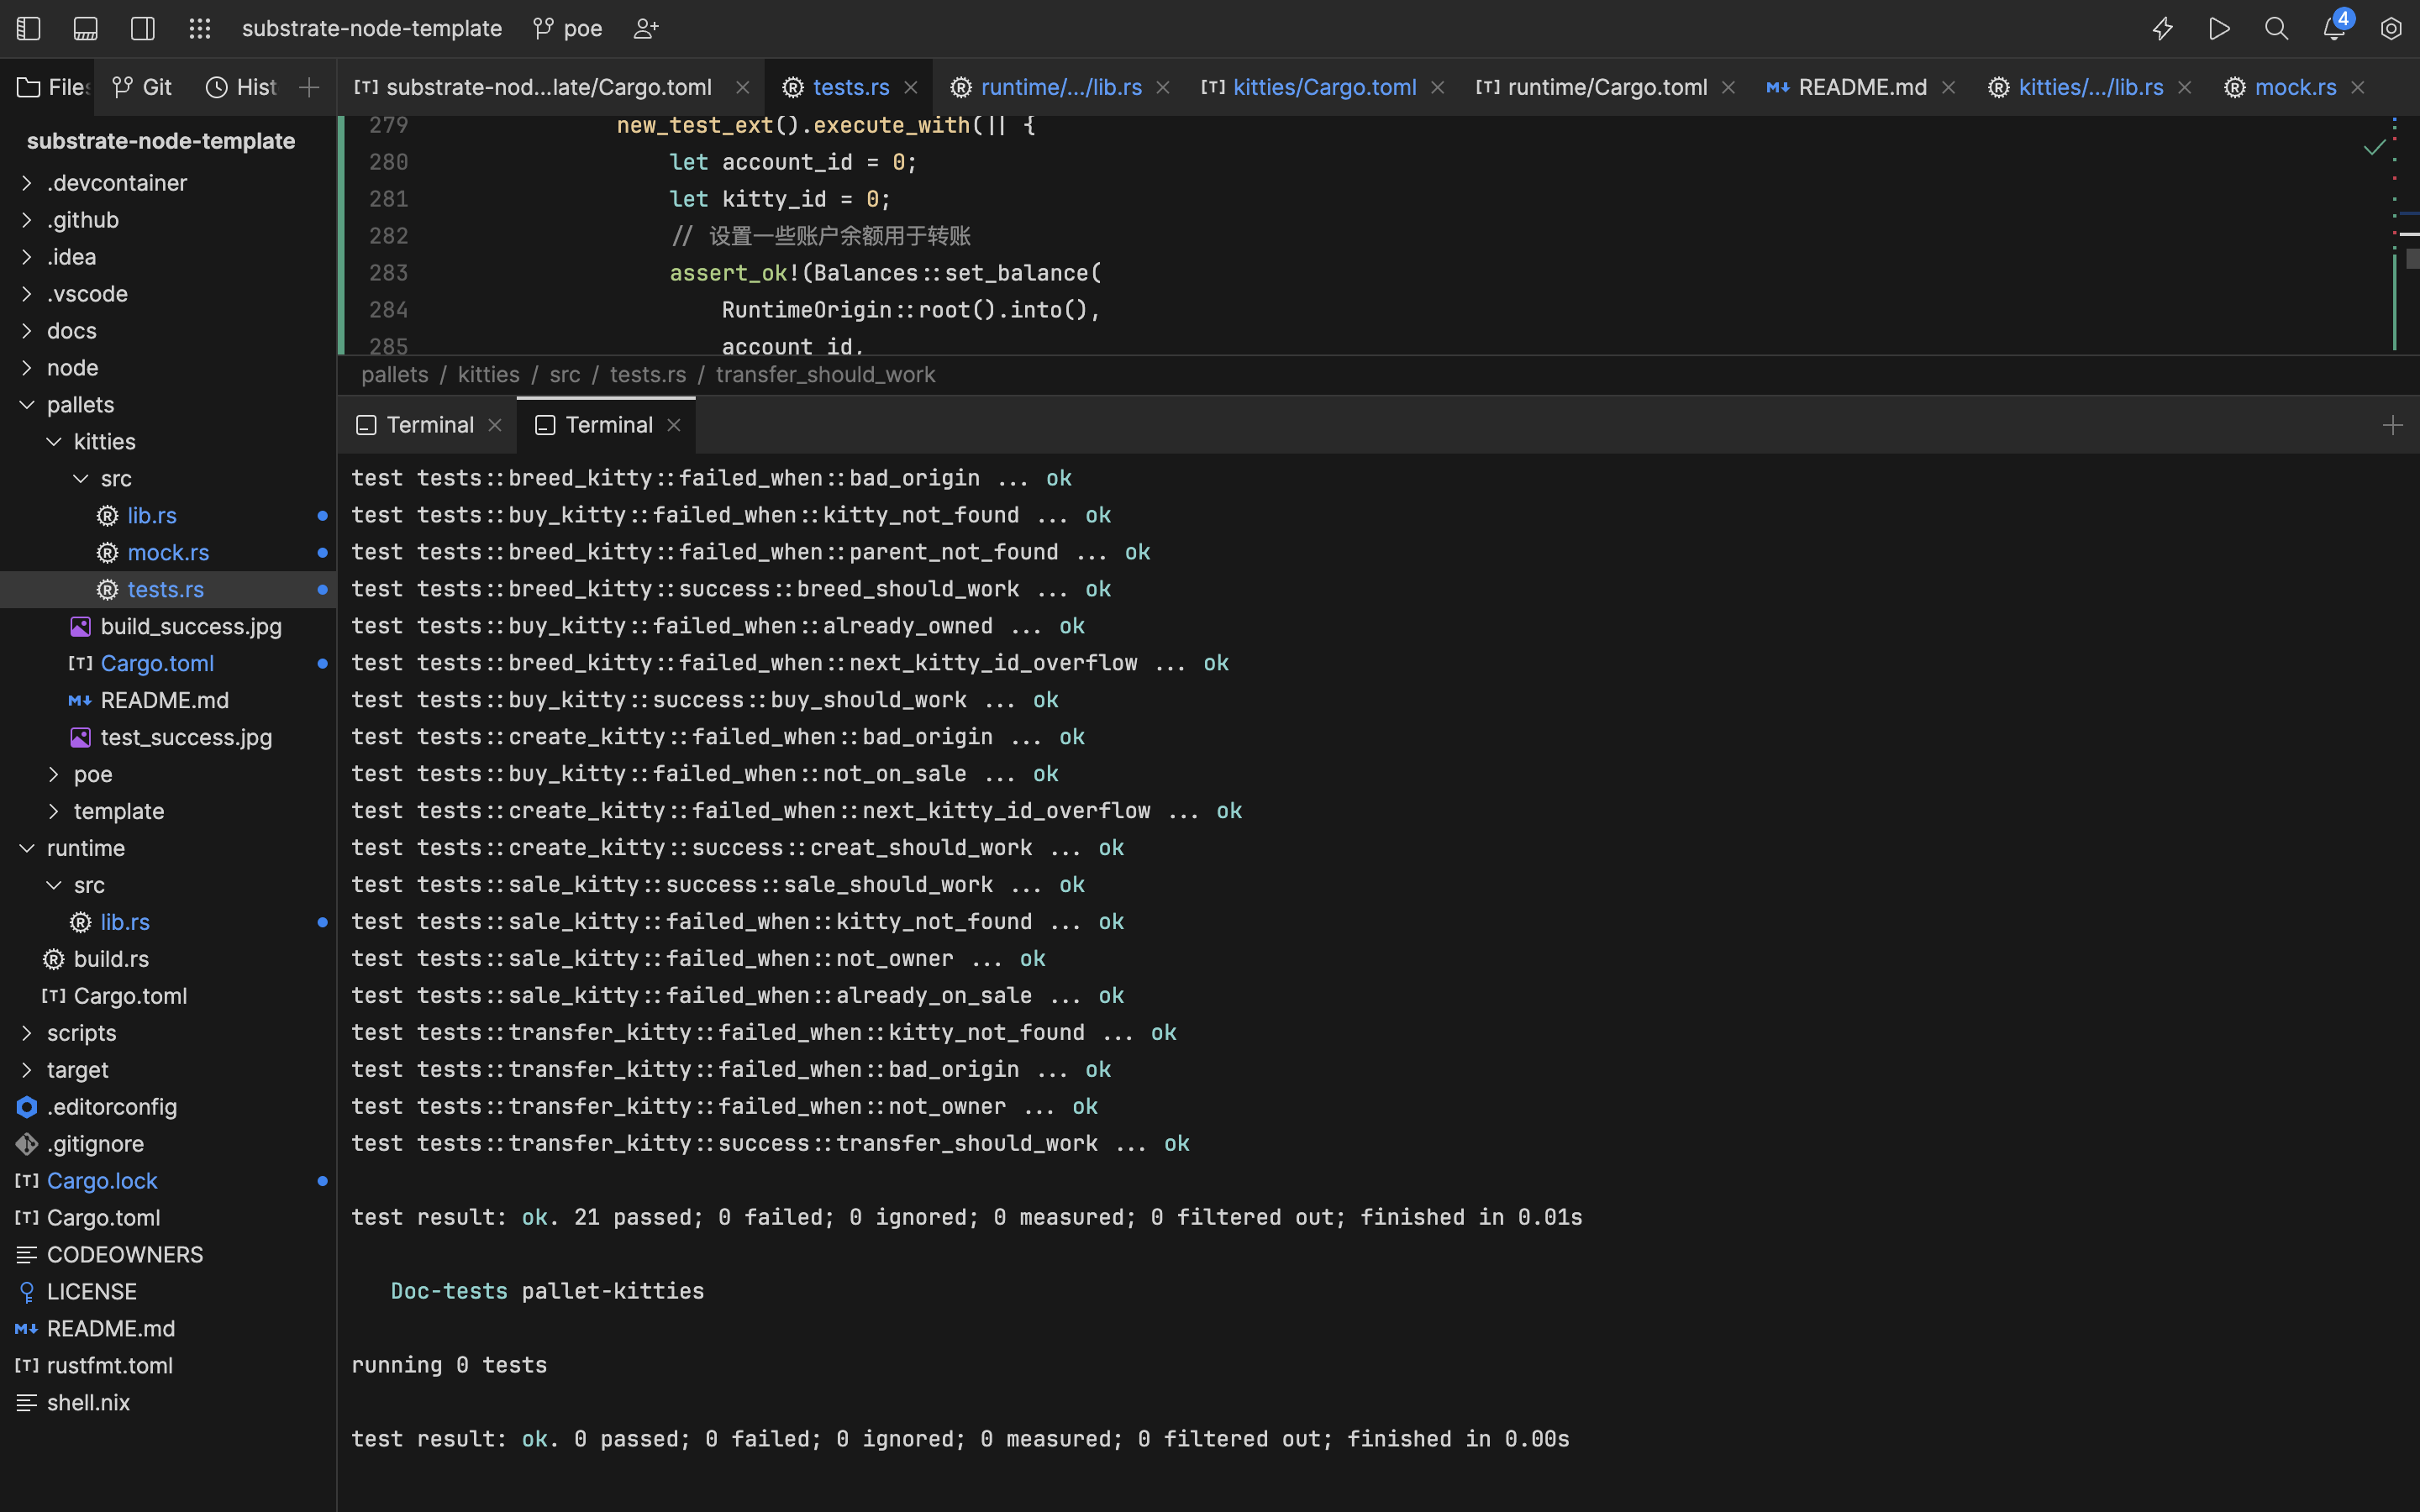 substrate-node-template poe
4
Files Git Hist
substrate-nod...late/Cargo.toml tests.rs runtime/.../lib.rs kitties/Cargo.toml runtime/Cargo.toml README.md kitties/.../lib.rs mock.rs
substrate-node-template
.devcontainer
.github
.idea
.vscode
docs
node
pallets
kitties
src
lib.rs
mock.rs
tests.rs
build_success.jpg
[T] Cargo.toml
README.md
test_success.jpg
poe
template
runtime
src
lib.rs
build.rs
[T] Cargo.toml
scripts
target
.editorconfig
.gitignore
[T] Cargo.lock
[T] Cargo.toml
CODEOWNERS
LICENSE
README.md
[T] rustfmt.toml
shell.nix
279 new_test_ext().execute_with(|| {
280 let account_id = 0;
281 let kitty_id = 0;
282 // 设置一些账户余额用于转账
283 assert_ok!(Balances::set_balance(
284 RuntimeOrigin::root().into(),
285 account_id,
pallets / kitties / src / tests.rs / transfer_should_work
Terminal Terminal
test tests::breed_kitty::failed_when::bad_origin ... ok
test tests::buy_kitty::failed_when::kitty_not_found ... ok
test tests::breed_kitty::failed_when::parent_not_found ... ok
test tests::breed_kitty::success::breed_should_work ... ok
test tests::buy_kitty::failed_when::already_owned ... ok
test tests::breed_kitty::failed_when::next_kitty_id_overflow ... ok
test tests::buy_kitty::success::buy_should_work ... ok
test tests::create_kitty::failed_when::bad_origin ... ok
test tests::buy_kitty::failed_when::not_on_sale ... ok
test tests::create_kitty::failed_when::next_kitty_id_overflow ... ok
test tests::create_kitty::success::creat_should_work ... ok
test tests::sale_kitty::success::sale_should_work ... ok
test tests::sale_kitty::failed_when::kitty_not_found ... ok
test tests::sale_kitty::failed_when::not_owner ... ok
test tests::sale_kitty::failed_when::already_on_sale ... ok
test tests::transfer_kitty::failed_when::kitty_not_found ... ok
test tests::transfer_kitty::failed_when::bad_origin ... ok
test tests::transfer_kitty::failed_when::not_owner ... ok
test tests::transfer_kitty::success::transfer_should_work ... ok
test result: ok. 21 passed; 0 failed; 0 ignored; 0 measured; 0 filtered out; finished in 0.01s
Doc-tests pallet-kitties
running 0 tests
test result: ok. 0 passed; 0 failed; 0 ignored; 0 measured; 0 filtered out; finished in 0.00s